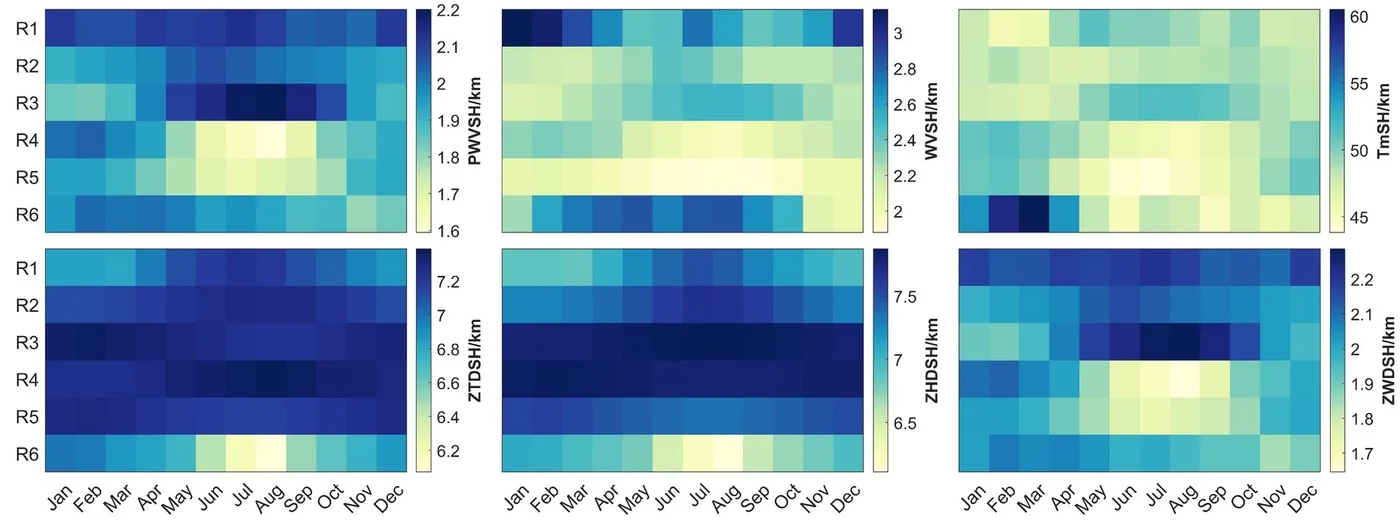 R1
R2
R3
R4
R5
R6
2.2
2.1
2
1.9
1.8
1.7
1.6
PWVSH/km
3
2.8
2.6
2.4
2.2
2
WVSH/km
60
55
50
45
TmSH/km
R1
R2
R3
R4
R5
R6
7.2
7
6.8
6.6
6.4
6.2
ZTDSH/km
7.5
7
6.5
ZHDSH/km
2.2
2.1
2
1.9
1.8
1.7
ZWDSH/km
Jan Feb Mar Apr May Jun Jul Aug Sep Oct Nov Dec
Jan Feb Mar Apr May Jun Jul Aug Sep Oct Nov Dec
Jan Feb Mar Apr May Jun Jul Aug Sep Oct Nov Dec